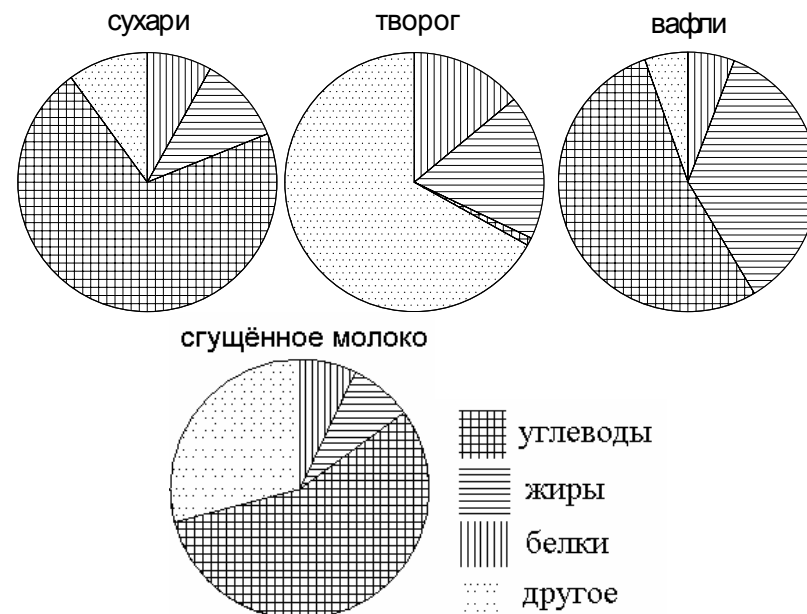 сухари творог вафли
сгущённое молоко
углеводы
жиры
белки
другое